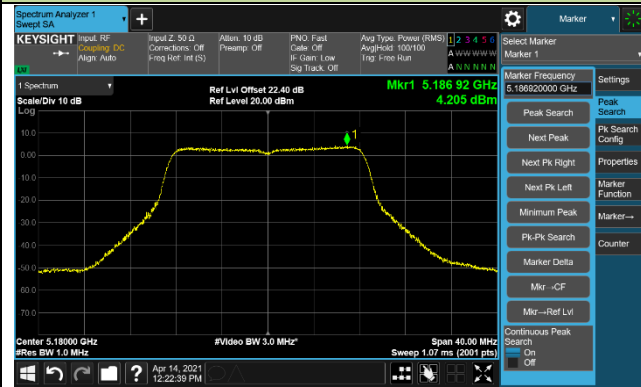 Spectrum Analyzer 1
Swept SA
Marker
KEYSIGHT Input: RF
Coupling: DC
Align: Auto
Input Z: 50 Ω
Corrections: Off
Freq Ref: Int (S)
Atten: 10 dB
Preamp: Off
PNO: Fast
Gate: Off
IF Gain: Low
Sig Track: Off
Avg Type: Power (RMS)
Avg|Hold: 100/100
Trig: Free Run
1 2 3 4 5 6
A W W W W W
A N N N N N
LXI
Select Marker
Marker 1
1 Spectrum
Scale/Div 10 dB
Log
Ref Lvl Offset 22.40 dB
Ref Level 20.00 dBm
Mkr1 5.186 92 GHz
4.205 dBm
10.0
0.00
-10.0
-20.0
-30.0
-40.0
-50.0
-60.0
-70.0
1
Center 5.18000 GHz
#Res BW 1.0 MHz
#Video BW 3.0 MHz*
Span 40.00 MHz
Sweep 1.07 ms (2001 pts)
Marker Frequency
5.186920000 GHz
Peak Search
Next Peak
Next Pk Right
Next Pk Left
Minimum Peak
Pk-Pk Search
Marker Delta
Mkr→CF
Mkr→Ref Lvl
Continuous Peak
Search
On
Off
Settings
Peak
Search
Pk Search
Config
Properties
Marker
Function
Marker→
Counter
Apr 14, 2021
12:22:39 PM